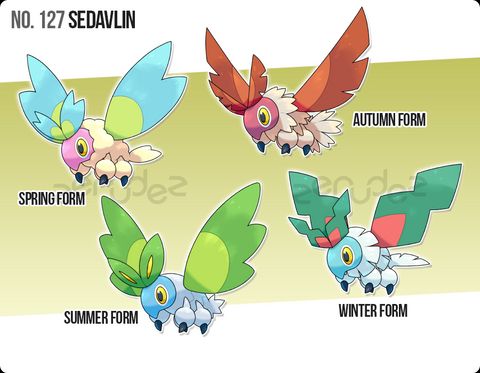 NO. 127 SEDAVLIN
AUTUMN FORM
SPRING FORM
SUMMER FORM
WINTER FORM